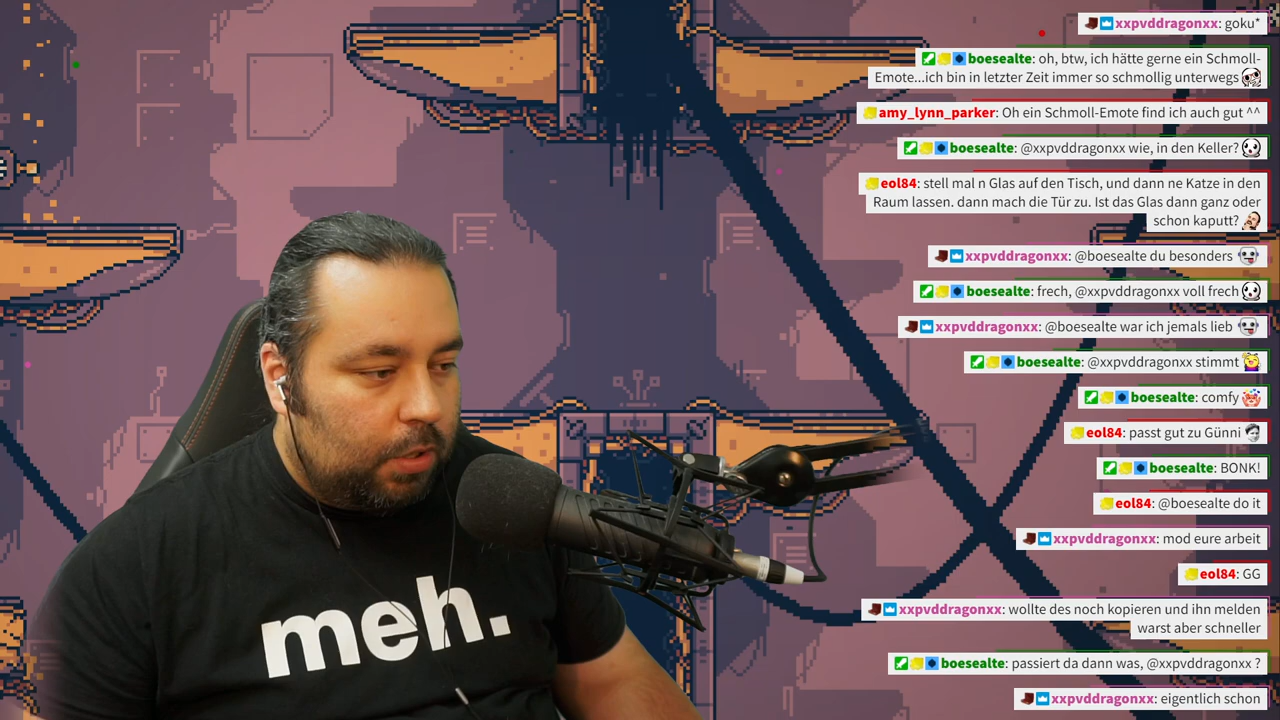 xxpvddragonxx: goku*
boesealte: oh, btw, ich hätte gerne ein Schmoll-
Emote...ich bin in letzter Zeit immer so schmollig unterwegs
amy_lynn_parker: Oh ein Schmoll-Emote find ich auch gut ^^
boesealte: @xxpvddragonxx wie, in den Keller?
eol84: stell mal n Glas auf den Tisch, und dann ne Katze in den
Raum lassen. dann mach die Tür zu. Ist das Glas dann ganz oder
schon kaputt?
xxpvddragonxx: @boesealte du besonders
boesealte: frech, @xxpvddragonxx voll frech
xxpvddragonxx: @boesealte war ich jemals lieb
boesealte: @xxpvddragonxx stimmt
boesealte: comfy
eol84: passt gut zu Günni
boesealte: BONK!
eol84: @boesealte do it
xxpvddragonxx: mod eure arbeit
eol84: GG
xxpvddragonxx: wollte des noch kopieren und ihn melden
warst aber schneller
boesealte: passiert da dann was, @xxpvddragonxx ?
xxpvddragonxx: eigentlich schon
meh.